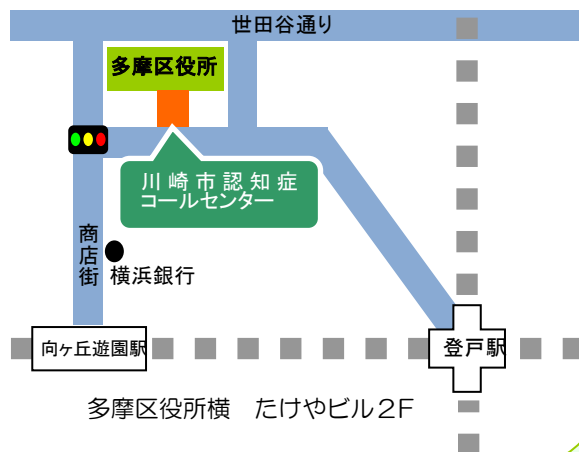 世田谷通り
多摩区役所
川崎市認知症
コールセンター
商店街
横浜銀行
向ヶ丘遊園駅
登戸駅
多摩区役所横　たけやビル2F